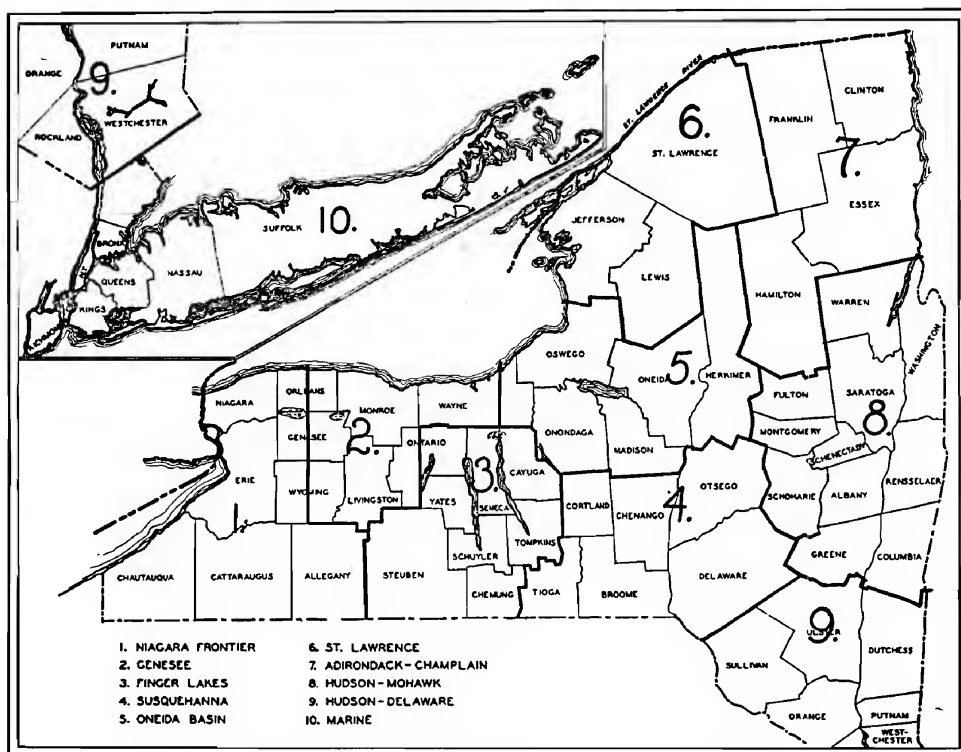 PUTNAM
ORANGE
9.
WESTCHESTER
ROCKLAND
10.
SUFFOLK
BRONX
NASSAU
QUEENS
KINGS
RICHMOND
ST. LAWRENCE RIVER
6.
ST. LAWRENCE
FRANKLIN
CLINTON
7.
ESSEX
JEFFERSON
LEWIS
HAMILTON
WARREN
WASHINGTON
OSWEGO
ONEIDA
5.
HERKIMER
FULTON
SARATOGA
8.
NIAGARA
ORLEANS
MONROE
WAYNE
GENESEE
2.
ONTARIO
ONONDAGA
MADISON
MONTGOMERY
SCHENECTADY
ERIE
WYOMING
LIVINGSTON
YATES
3.
SENECA
CAYUGA
CORTLAND
CHENANGO
4.
OTSEGO
SCHOHARIE
ALBANY
RENSSELAER
1.
SCHUYLER
TOMPKINS
GREENE
COLUMBIA
CHAUTAUQUA
CATTARAUGUS
ALLEGANY
STEUBEN
CHEMUNG
TIOGA
BROOME
DELAWARE
9.
ULSTER
SULLIVAN
DUTCHESS
ORANGE
PUTNAM
WEST-
CHESTER
1. NIAGARA FRONTIER
2. GENESEE
3. FINGER LAKES
4. SUSQUEHANNA
5. ONEIDA BASIN
6. ST. LAWRENCE
7. ADIRONDACK-CHAMPLAIN
8. HUDSON-MOHAWK
9. HUDSON-DELAWARE
10. MARINE